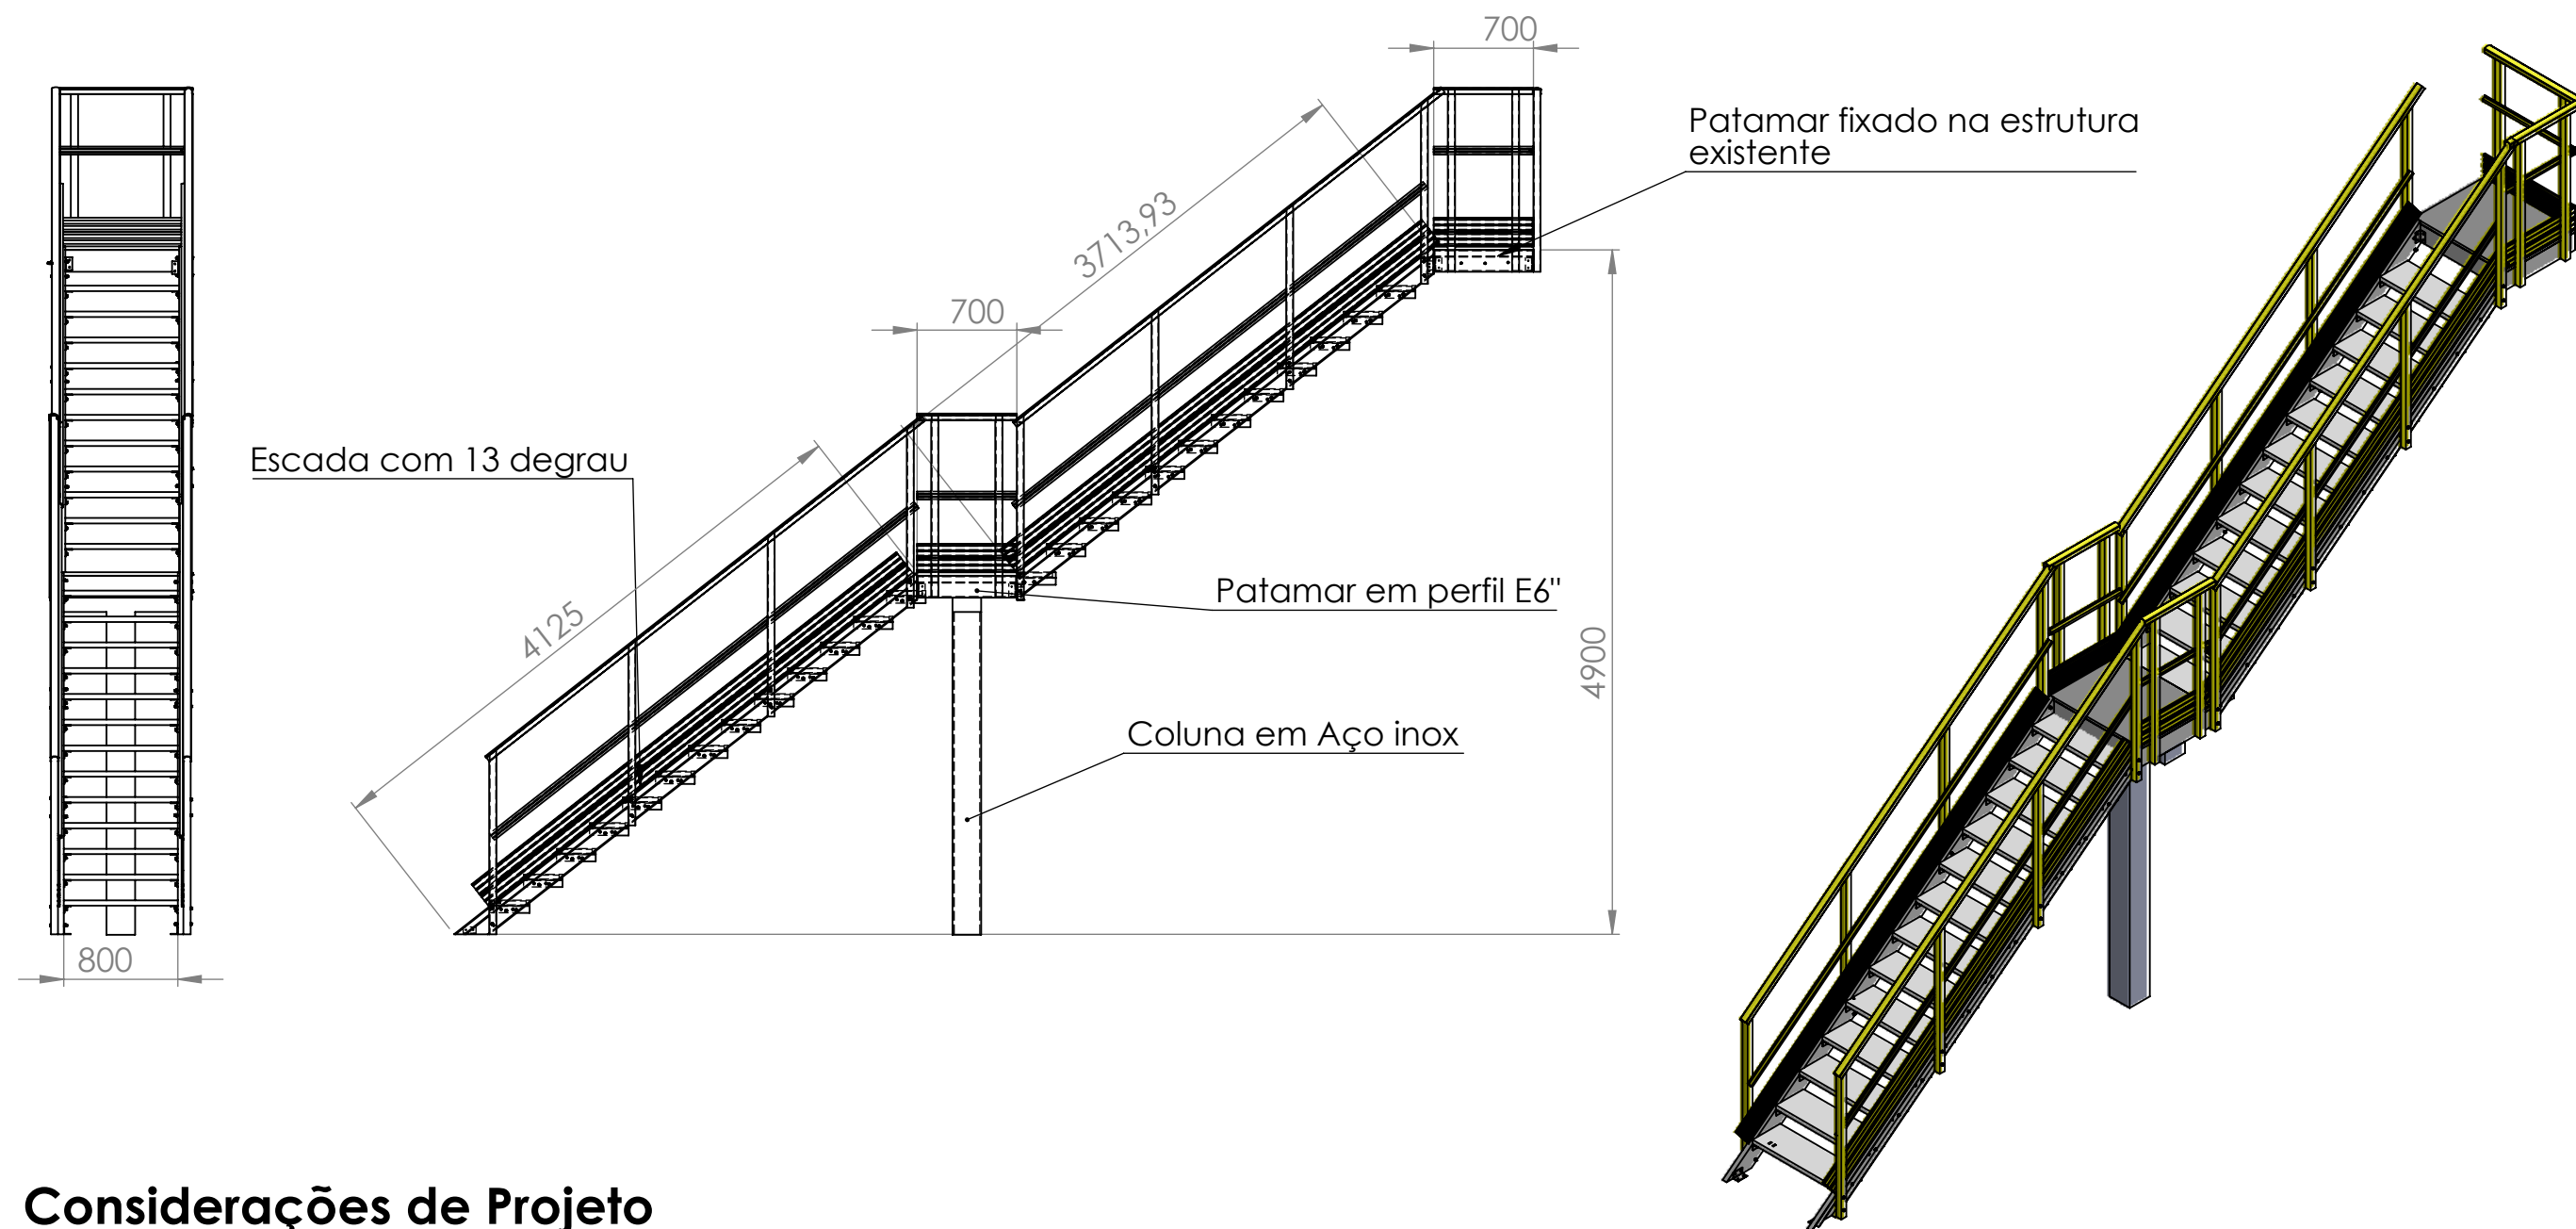 700
Patamar fixado na estrutura
existente
3713,93
700
Escada com 13 degrau
Patamar em perfil E6"
4125
4900
Coluna em Aço inox
800
Considerações de Projeto